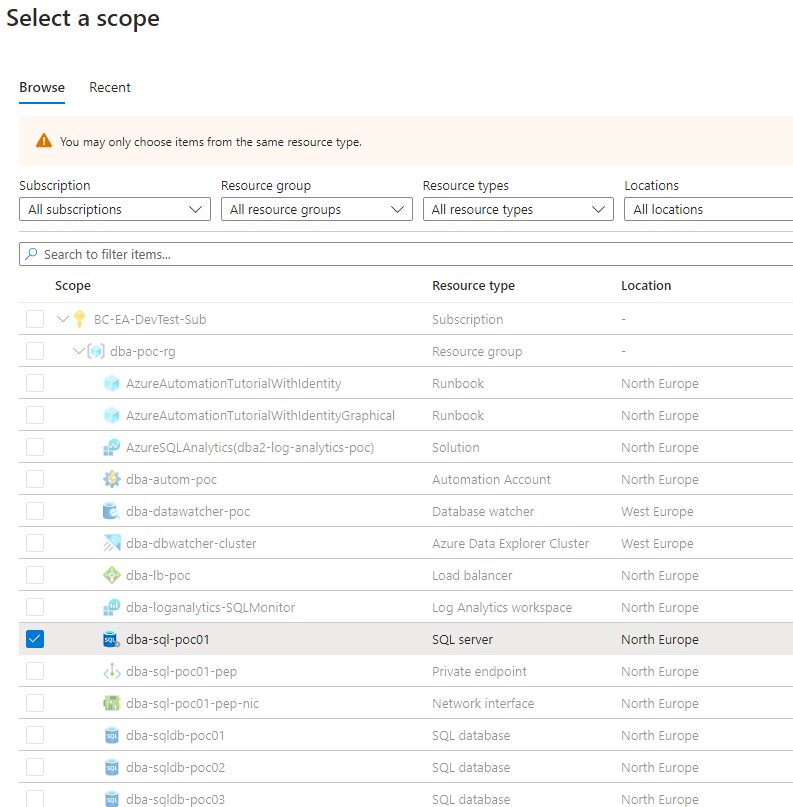 Select a scope
Browse Recent
You may only choose items from the same resource type.
Subscription Resource group Resource types Locations
All subscriptions All resource groups All resource types All locations
Search to filter items...
Scope Resource type Location
BC-EA-DevTest-Sub Subscription -
dba-poc-rg Resource group -
AzureAutomationTutorialWithIdentity Runbook North Europe
AzureAutomationTutorialWithIdentityGraphical Runbook North Europe
AzureSQLAnalytics(dba2-log-analytics-poc) Solution North Europe
dba-autom-poc Automation Account North Europe
dba-datawatcher-poc Database watcher West Europe
dba-dbwatcher-cluster Azure Data Explorer Cluster West Europe
dba-lb-poc Load balancer North Europe
dba-loganalytics-SQLMonitor Log Analytics workspace North Europe
dba-sql-poc01 SQL server North Europe
dba-sql-poc01-pep Private endpoint North Europe
dba-sql-poc01-pep-nic Network interface North Europe
dba-sqldb-poc01 SQL database North Europe
dba-sqldb-poc02 SQL database North Europe
dba-sqldb-poc03 SQL database North Europe